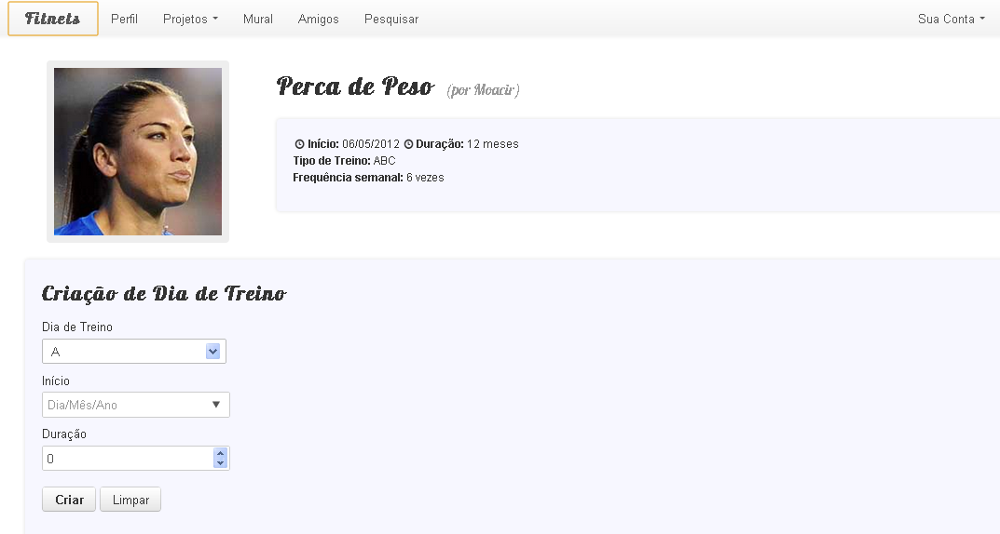 Fitnets Perfil Projetos Mural Amigos Pesquisar Sua Conta
Perca de Peso (por Moacir)
Início: 06/05/2012 Duração: 12 meses
Tipo de Treino: ABC
Frequência semanal: 6 vezes
Criação de Dia de Treino
Dia de Treino
A
Início
Dia/Mês/Ano
Duração
0
Criar Limpar